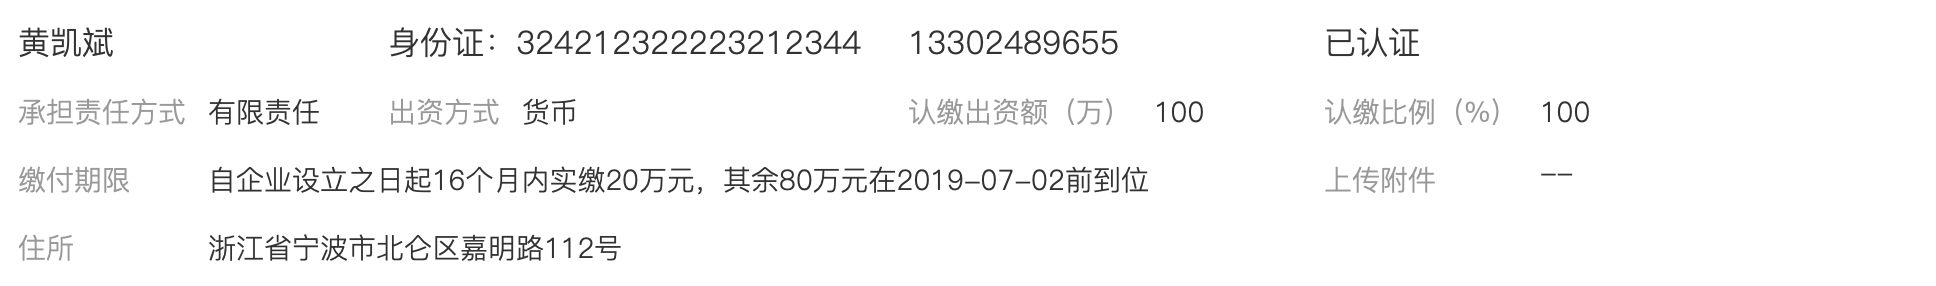 黄凯斌 身份证：324212322223212344 13302489655 已认证
承担责任方式 有限责任 出资方式 货币 认缴出资额（万） 100 认缴比例（%） 100
缴付期限 自企业设立之日起16个月内实缴20万元，其余80万元在2019-07-02前到位 上传附件 --
住所 浙江省宁波市北仑区嘉明路112号